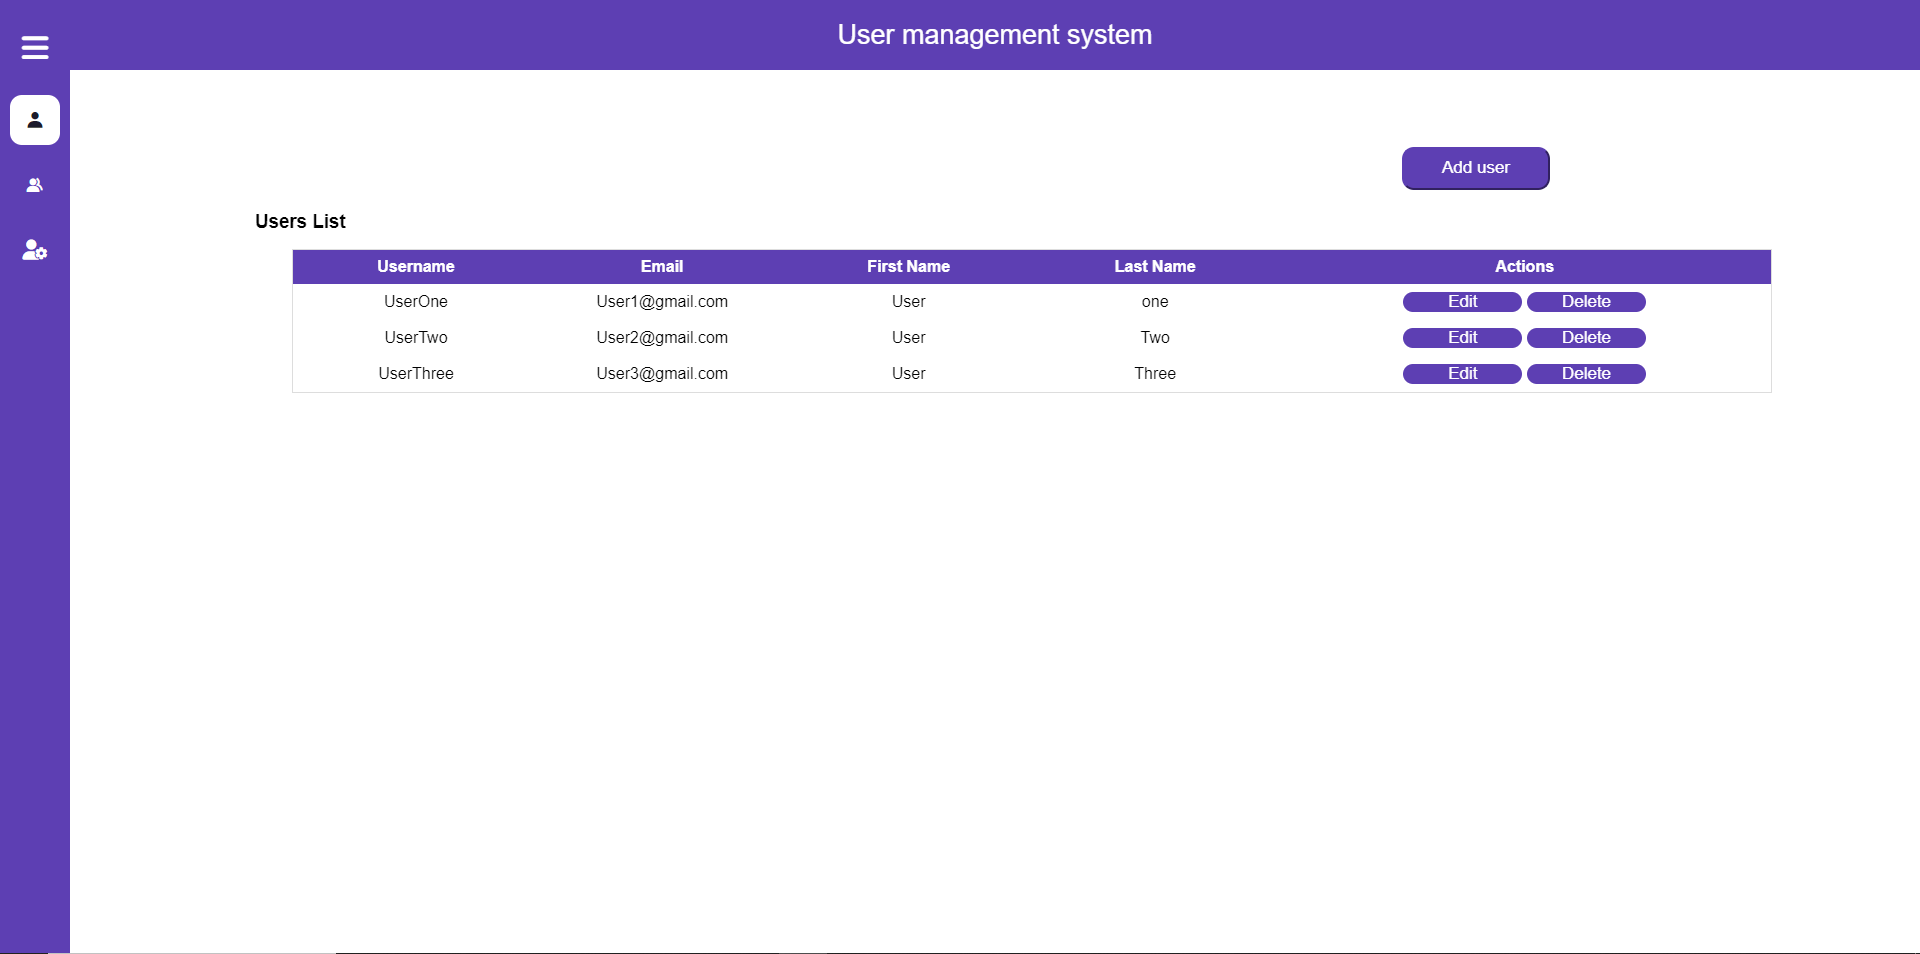 User management system
Add user
Users List
Username Email First Name Last Name Actions
UserOne User1@gmail.com User one Edit Delete
UserTwo User2@gmail.com User Two Edit Delete
UserThree User3@gmail.com User Three Edit Delete